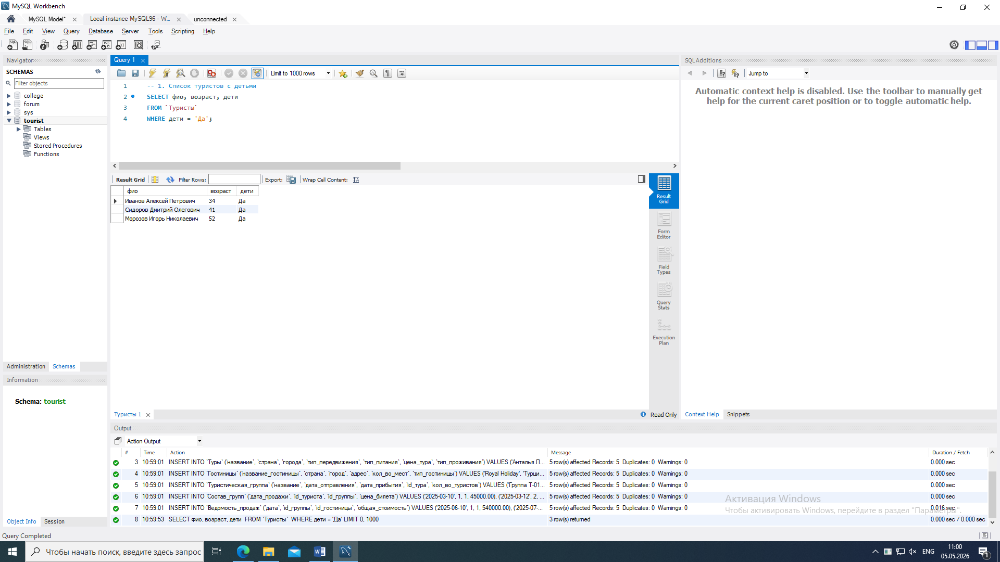 MySQL Workbench
MySQL Model*
Local instance MySQL96 - W...
unconnected
File Edit View Query Database Server Tools Scripting Help
Navigator
SCHEMAS
Filter objects
college
forum
sys
tourist
Tables
Views
Stored Procedures
Functions
Administration Schemas
Information
Schema: tourist
Object Info Session
Query Completed
Query 1
Limit to 1000 rows
1 -- 1. Список туристов с детьми
2 SELECT фио, возраст, дети
3 FROM `Туристы`
4 WHERE дети = 'Да';
Result Grid Filter Rows: Export: Wrap Cell Content:
фио возраст дети
Иванов Алексей Петрович 34 Да
Сидоров Дмитрий Олегович 41 Да
Морозов Игорь Николаевич 52 Да
Result
Grid
Form
Editor
Field
Types
Query
Stats
Execution
Plan
Туристы 1
Read Only
SQLAdditions
Jump to
Automatic context help is disabled. Use the toolbar to manually get
help for the current caret position or to toggle automatic help.
Context Help Snippets
Output
Action Output
# Time Action Message Duration / Fetch
3 10:59:01 INSERT INTO `Туры` (`название`, `страна`, `города`, `тип_передвижения`, `тип_питания`, `цена_тура`, `тип_проживания`) VALUES ('Анталья Л... 5 row(s) affected Records: 5 Duplicates: 0 Warnings: 0 0.000 sec
4 10:59:01 INSERT INTO `Гостиницы` (`название_гостиницы`, `страна`, `город`, `адрес`, `кол_во_мест`, `тип_гостиницы`) VALUES ('Royal Holiday', 'Турци... 5 row(s) affected Records: 5 Duplicates: 0 Warnings: 0 0.000 sec
5 10:59:01 INSERT INTO `Туристическая_группа` (`название`, `дата_отправления`, `дата_прибытия`, `id_тура`, `кол_во_туристов`) VALUES ('Группа Т-01... 5 row(s) affected Records: 5 Duplicates: 0 Warnings: 0 0.000 sec
6 10:59:01 INSERT INTO `Состав_групп` (`дата_продажи`, `id_туриста`, `id_группы`, `цена_билета`) VALUES ('2025-03-10', 1, 1, 45000.00), ('2025-03-12', 2, ... 5 row(s) affected Records: 5 Duplicates: 0 Warnings: 0 0.000 sec
7 10:59:01 INSERT INTO `Ведомость_продаж` (`дата`, `id_группы`, `id_гостиницы`, `общая_стоимость`) VALUES ('2025-06-10', 1, 1, 540000.00), ('2025-07-... 5 row(s) affected Records: 5 Duplicates: 0 Warnings: 0 0.016 sec
8 10:59:53 SELECT фио, возраст, дети FROM `Туристы` WHERE дети = 'Да' LIMIT 0, 1000 3 row(s) returned 0.000 sec / 0.000 sec
Активация Windows
Чтобы активировать Windows, перейдите в раздел "Параметры".
Чтобы начать поиск, введите здесь запрос
ENG
11:00
05.05.2026
1